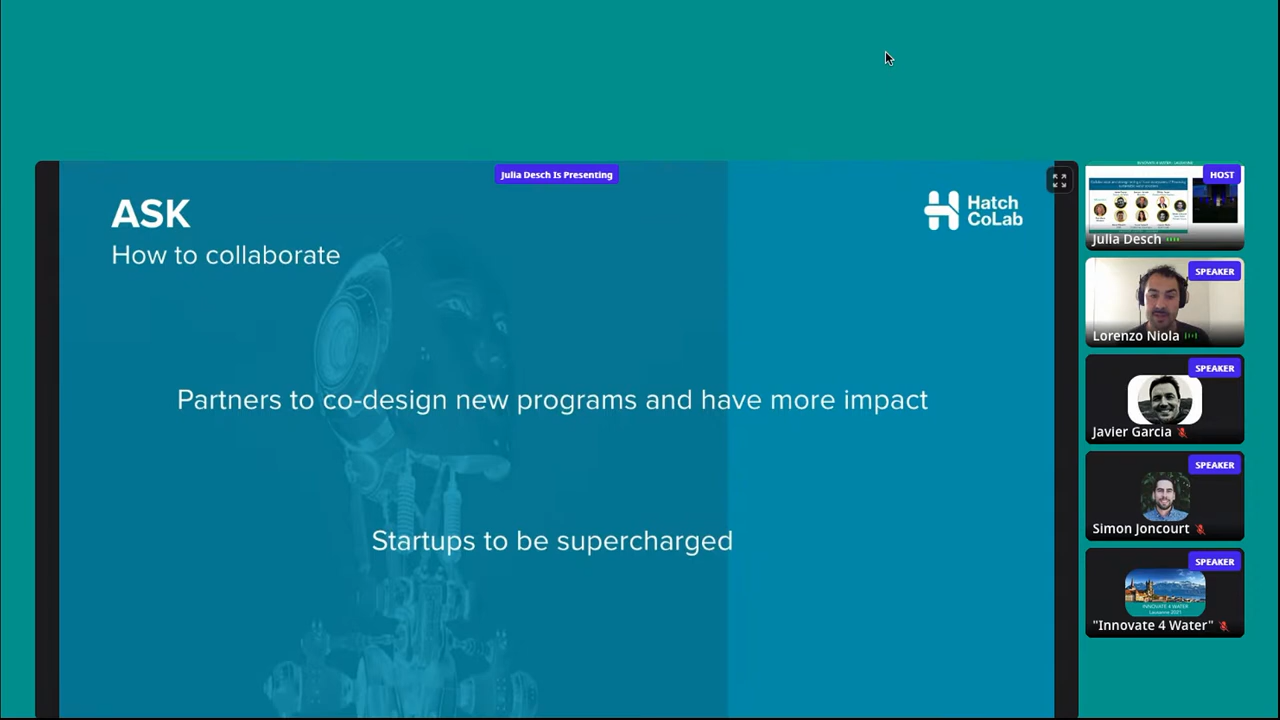 Julia Desch Is Presenting
ASK
How to collaborate
Hatch
CoLab
Partners to co-design new programs and have more impact
Startups to be supercharged
HOST
Julia Desch
SPEAKER
Lorenzo Niola
SPEAKER
Javier Garcia
SPEAKER
Simon Joncourt
SPEAKER
INNOVATE 4 WATER
Lausanne 2021
"Innovate 4 Water"